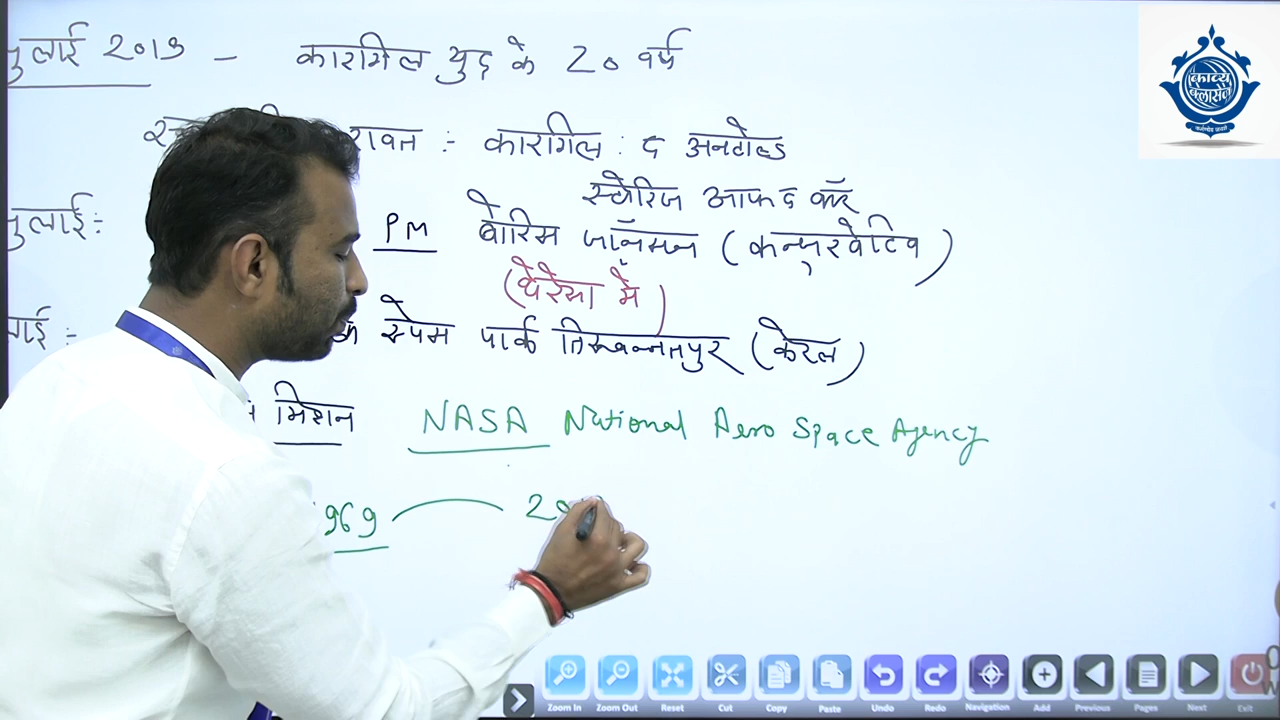 ुलाई 2019 - कारगिल युद्ध के 20 वर्ष
रावत :- कारगिल : द अनटोल्ड
स्टोरिज आफ द वॉर
ुलाई:- PM बोरिस जॉनसन (कन्जरवेटिव)
(थेरेसा मे)
लाई :- स्पेस पार्क तिरुवनन्तपुर (केरल)
मिशन NASA National Aero Space Agency
1969 20
काव्य
क्लासेज
Zoom In Zoom Out Reset Cut Copy Paste Undo Redo Navigation Add Previous Pages Next Exit